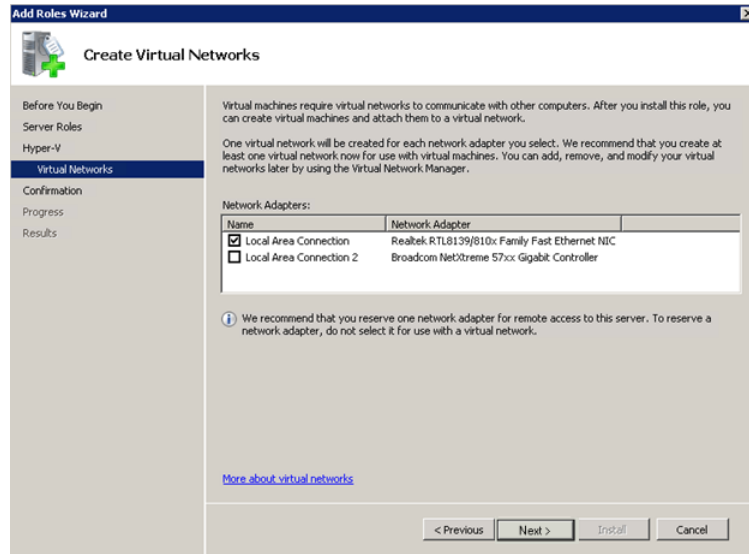 Add Roles Wizard
Create Virtual Networks
Before You Begin
Server Roles
Hyper-V
Virtual Networks
Confirmation
Progress
Results
Virtual machines require virtual networks to communicate with other computers. After you install this role, you
can create virtual machines and attach them to a virtual network.
One virtual network will be created for each network adapter you select. We recommend that you create at
least one virtual network now for use with virtual machines. You can add, remove, and modify your virtual
networks later by using the Virtual Network Manager.
Network Adapters:
Name Network Adapter
Local Area Connection Realtek RTL8139/810x Family Fast Ethernet NIC
Local Area Connection 2 Broadcom NetXtreme 57xx Gigabit Controller
We recommend that you reserve one network adapter for remote access to this server. To reserve a
network adapter, do not select it for use with a virtual network.
More about virtual networks
< Previous Next > Install Cancel